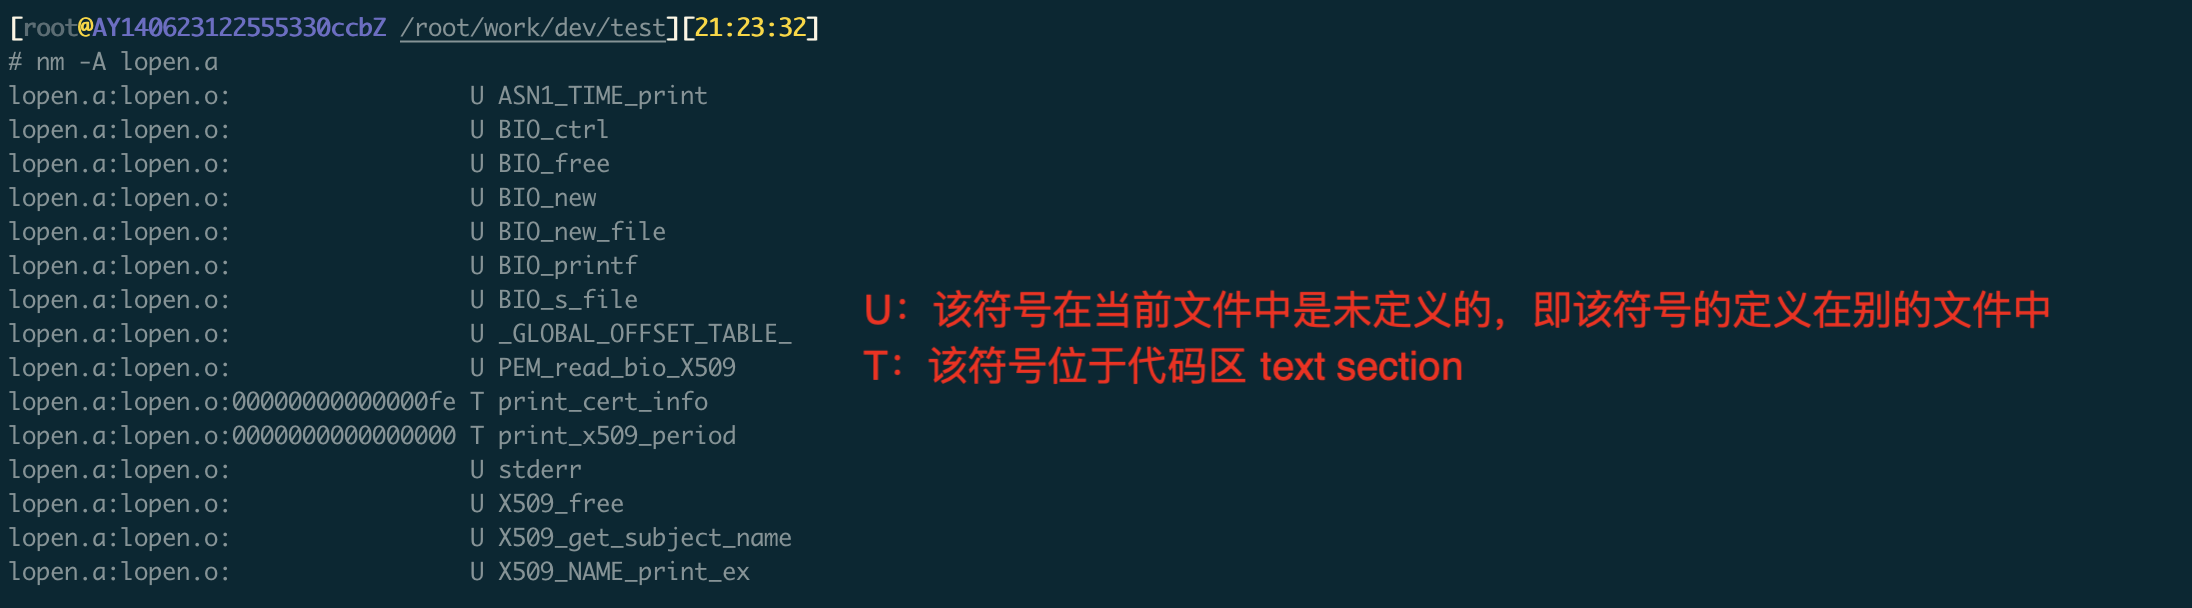 [root@AY140623122555330ccbZ /root/work/dev/test][21:23:32]
# nm -A lopen.a
lopen.a:lopen.o:                 U ASN1_TIME_print
lopen.a:lopen.o:                 U BIO_ctrl
lopen.a:lopen.o:                 U BIO_free
lopen.a:lopen.o:                 U BIO_new
lopen.a:lopen.o:                 U BIO_new_file
lopen.a:lopen.o:                 U BIO_printf
lopen.a:lopen.o:                 U BIO_s_file
U：该符号在当前文件中是未定义的，即该符号的定义在别的文件中
lopen.a:lopen.o:                 U _GLOBAL_OFFSET_TABLE_
lopen.a:lopen.o:                 U PEM_read_bio_X509
T：该符号位于代码区 text section
lopen.a:lopen.o:00000000000000fe T print_cert_info
lopen.a:lopen.o:0000000000000000 T print_x509_period
lopen.a:lopen.o:                 U stderr
lopen.a:lopen.o:                 U X509_free
lopen.a:lopen.o:                 U X509_get_subject_name
lopen.a:lopen.o:                 U X509_NAME_print_ex